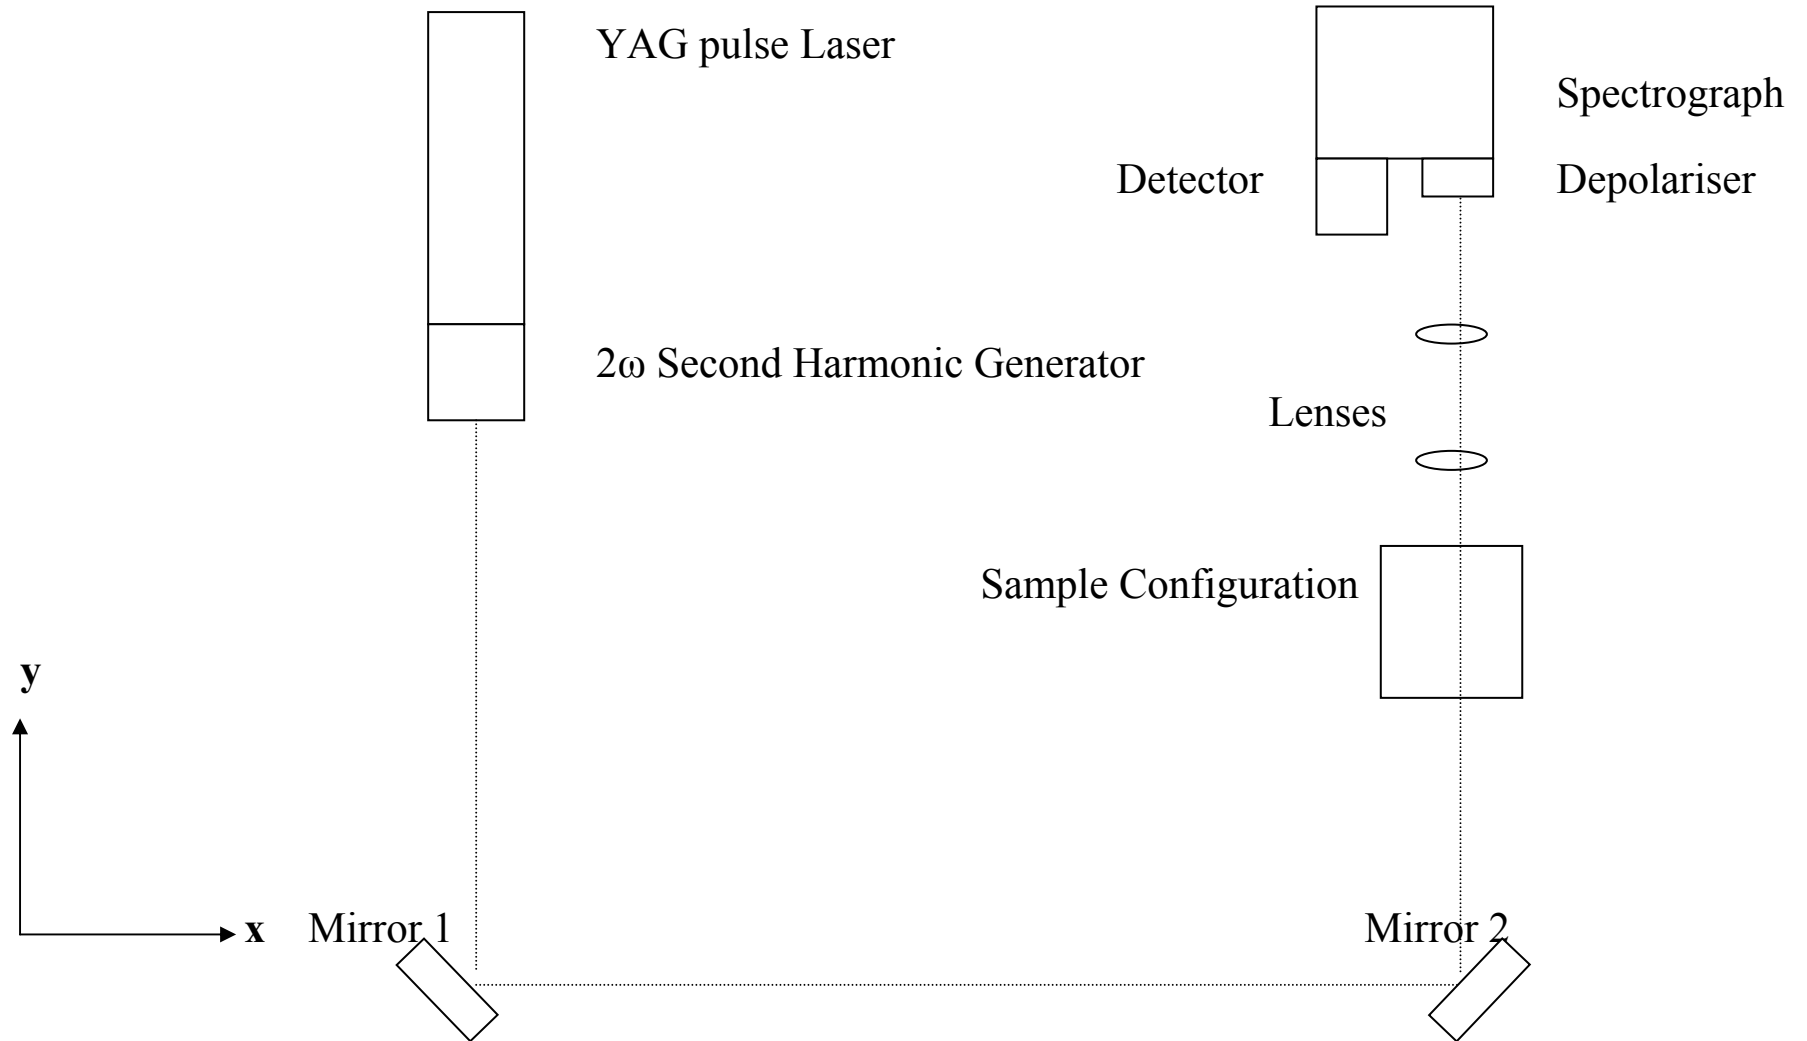 YAG pulse Laser
Spectrograph
Detector
Depolariser
2ω Second Harmonic Generator
Lenses
Sample Configuration
y
x
Mirror 1
Mirror 2